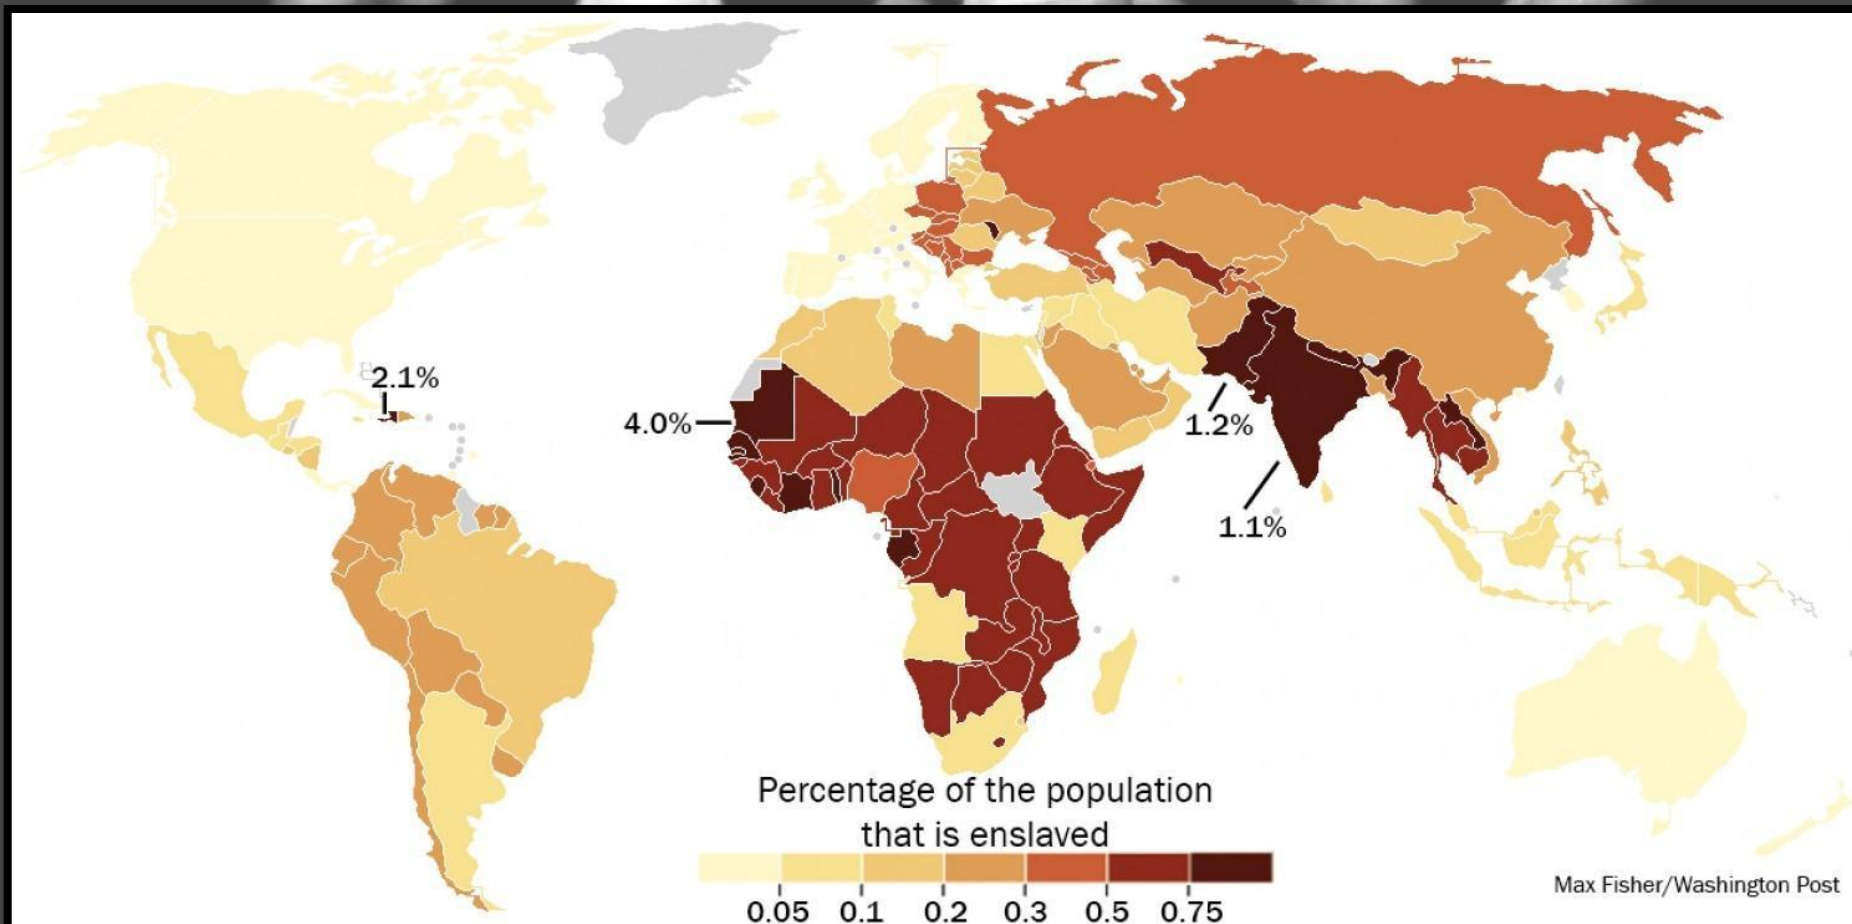 2.1%
4.0%
1.2%
1.1%
Percentage of the population
that is enslaved
0.05 0.1 0.2 0.3 0.5 0.75
Max Fisher/Washington Post